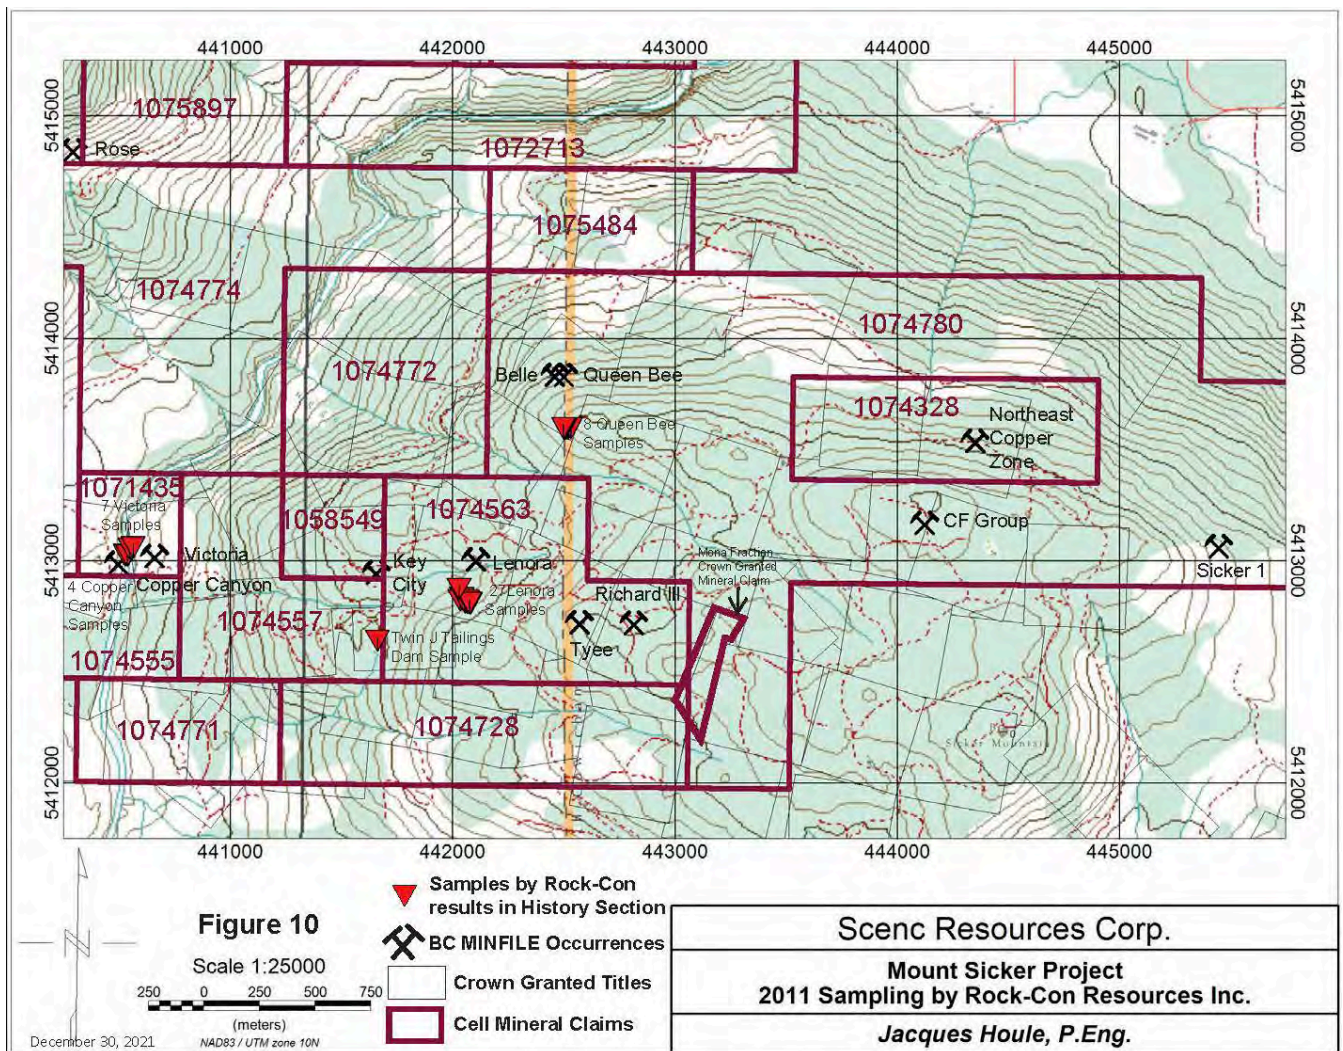 441000 442000 443000 444000 445000
5415000
5415000
1075897
Rose
1072713
1075484
1074774
1074780
5414000
5414000
1074772
Belle Queen Bee
1074328
8 Queen Bee
Samples
Northeast
Copper
Zone
1071435
7 Victoria
Samples
1058549
1074563
CF Group
5413000
5413000
Victoria
Copper Canyon
Key
City
Lenora
Mona Fraction
Crown Granted
Mineral Claim
Sicker 1
4 Copper
Canyon
Samples
1074557
27 Lenora
Samples
Richard III
Tyee
Twin J Tailings
Dam Sample
1074555
1074771
1074728
Sicker Mountain
5412000
5412000
441000 442000 443000 444000 445000
N
Figure 10
Scale 1:25000
250 0 250 500 750
(meters)
NAD83 / UTM zone 10N
December 30, 2021
Samples by Rock-Con
results in History Section
BC MINFILE Occurrences
Crown Granted Titles
Cell Mineral Claims
Scenc Resources Corp.
Mount Sicker Project
2011 Sampling by Rock-Con Resources Inc.
Jacques Houle, P.Eng.